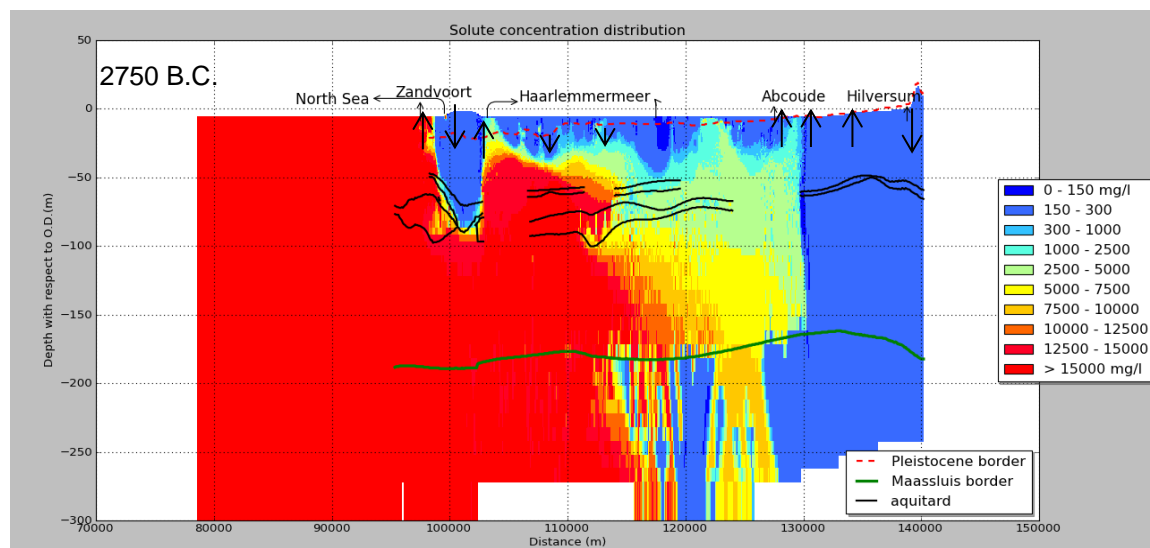 Solute concentration distribution
50
2750 B.C.
North Sea
Zandvoort
Haarlemmermeer
Abcoude
Hilversum
0
−50
−100
−150
−200
−250
−300
Depth with respect to O.D.(m)
0 - 150 mg/l
150 - 300
300 - 1000
1000 - 2500
2500 - 5000
5000 - 7500
7500 - 10000
10000 - 12500
12500 - 15000
> 15000 mg/l
Pleistocene border
Maassluis border
aquitard
70000 80000 90000 100000 110000 120000 130000 140000 150000
Distance (m)